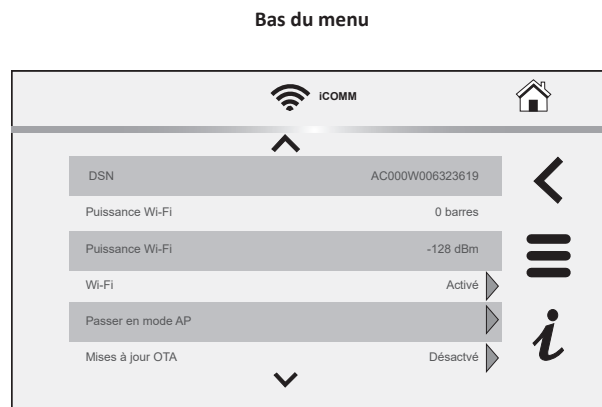 Bas du menu
iCOMM
DSN AC000W006323619
Puissance Wi-Fi 0 barres
Puissance Wi-Fi -128 dBm
Wi-Fi Activé
Passer en mode AP
Mises à jour OTA Désactvé